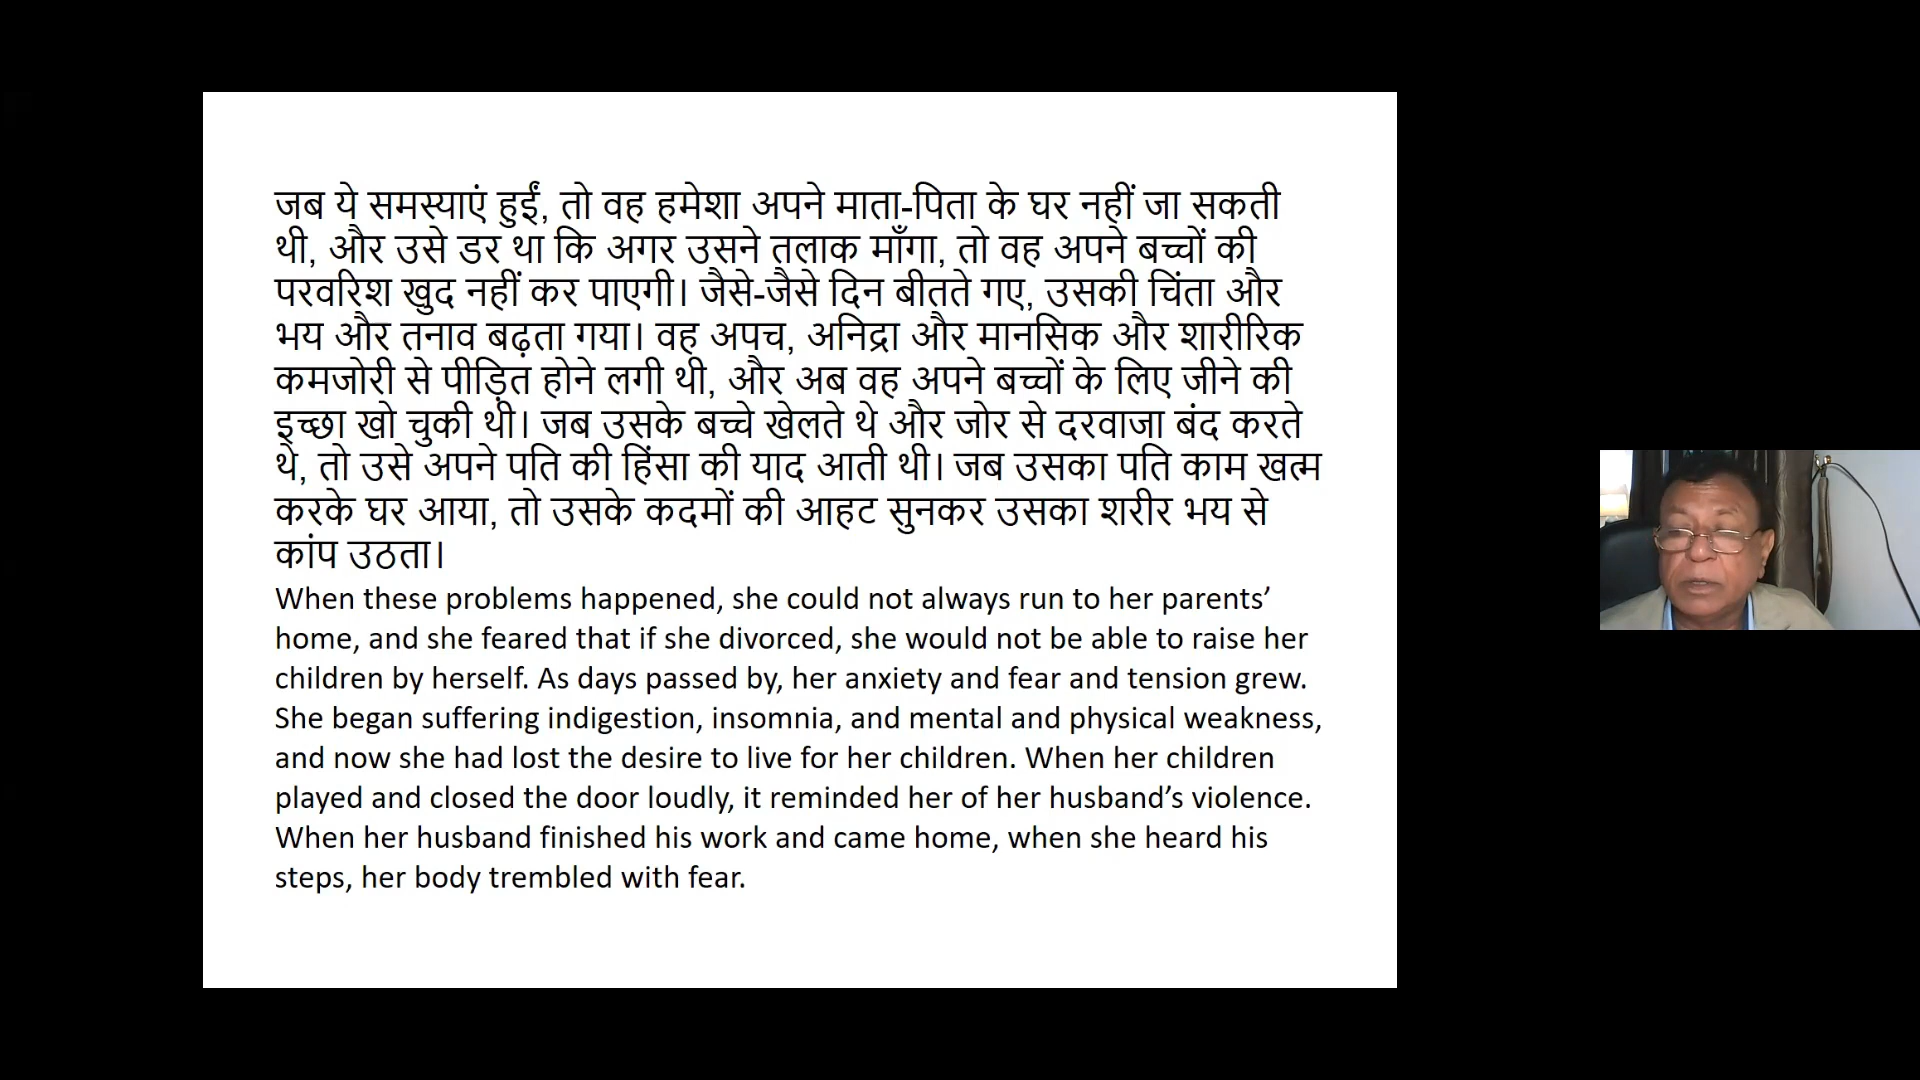 जब ये समस्याएं हुईं, तो वह हमेशा अपने माता-पिता के घर नहीं जा सकती
थी, और उसे डर था कि अगर उसने तलाक माँगा, तो वह अपने बच्चों की
परवरिश खुद नहीं कर पाएगी। जैसे-जैसे दिन बीतते गए, उसकी चिंता और
भय और तनाव बढ़ता गया। वह अपच, अनिद्रा और मानसिक और शारीरिक
कमजोरी से पीड़ित होने लगी थी, और अब वह अपने बच्चों के लिए जीने की
इच्छा खो चुकी थी। जब उसके बच्चे खेलते थे और जोर से दरवाजा बंद करते
थे, तो उसे अपने पति की हिंसा की याद आती थी। जब उसका पति काम खत्म
करके घर आया, तो उसके कदमों की आहट सुनकर उसका शरीर भय से
कांप उठता।
When these problems happened, she could not always run to her parents’
home, and she feared that if she divorced, she would not be able to raise her
children by herself. As days passed by, her anxiety and fear and tension grew.
She began suffering indigestion, insomnia, and mental and physical weakness,
and now she had lost the desire to live for her children. When her children
played and closed the door loudly, it reminded her of her husband’s violence.
When her husband finished his work and came home, when she heard his
steps, her body trembled with fear.